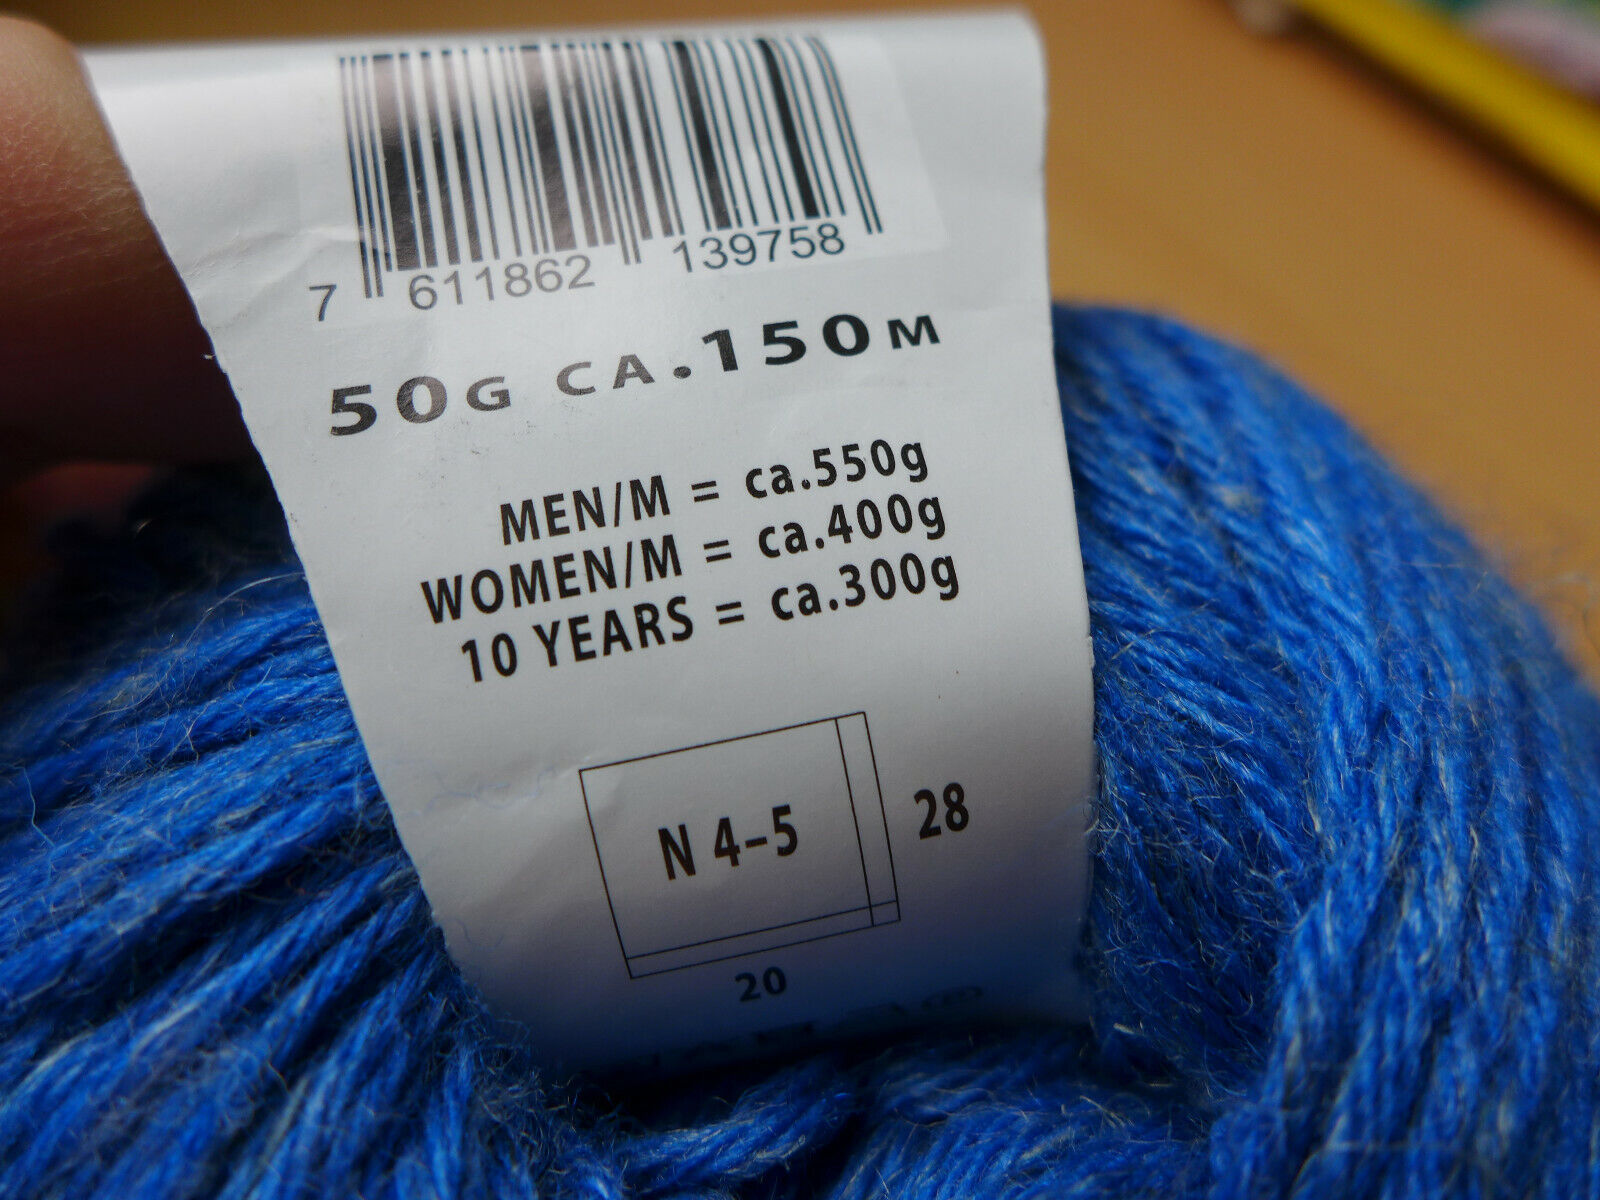 7 611862 139758
50G CA.150M
MEN/M = ca.550g
WOMEN/M = ca.400g
10 YEARS = ca.300g
N 4-5
28
20